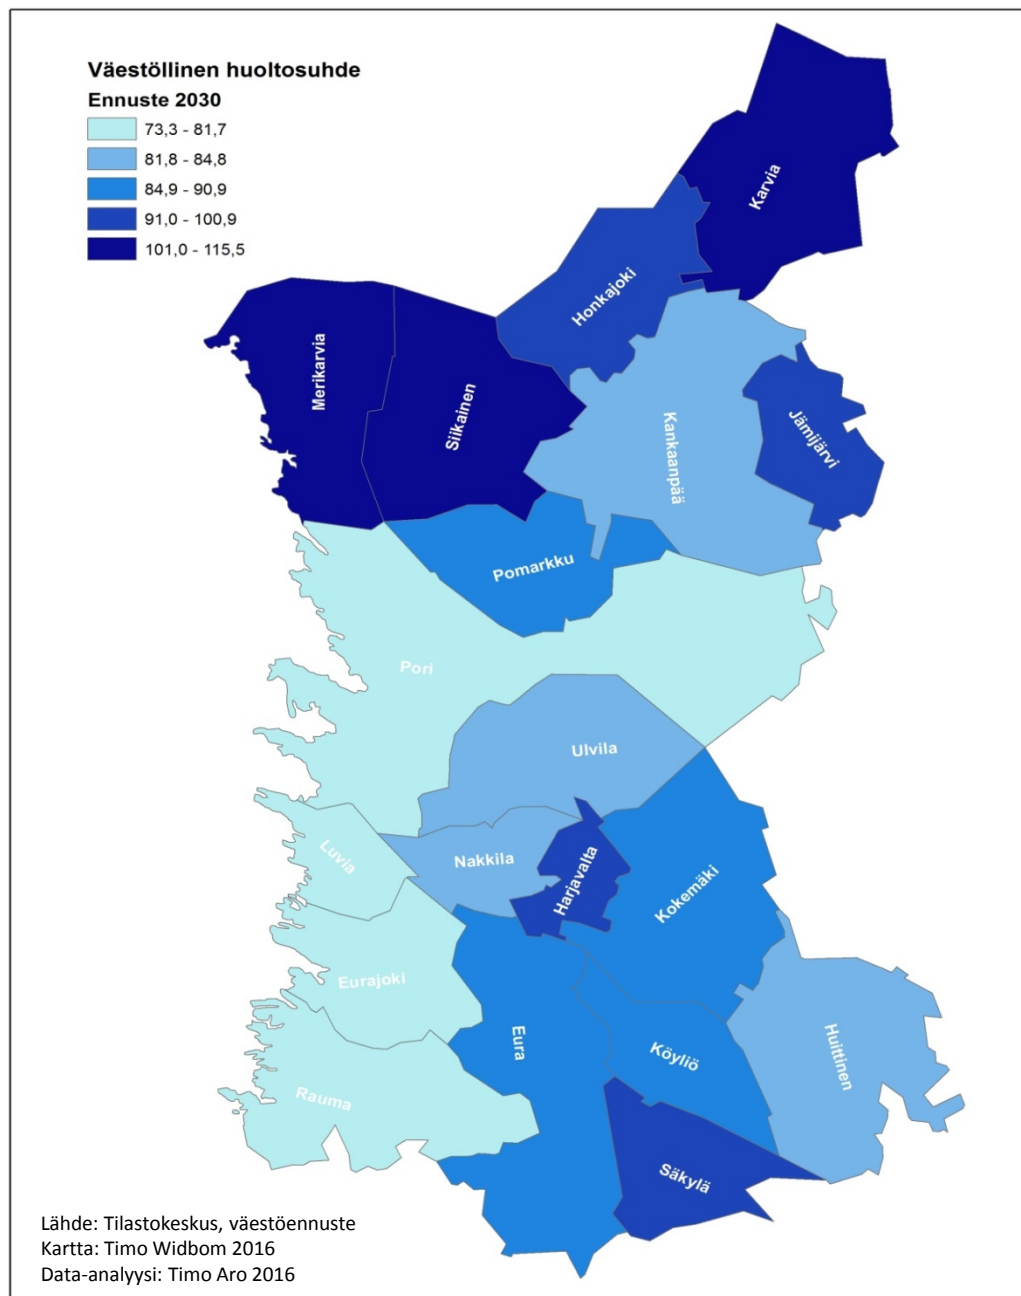 Väestöllinen huoltosuhde
Ennuste 2030
73,3 - 81,7
81,8 - 84,8
84,9 - 90,9
91,0 - 100,9
101,0 - 115,5
Karvia
Honkajoki
Merikarvia
Siikainen
Kankaanpää
Jämijärvi
Pomarkku
Pori
Ulvila
Luvia
Nakkila
Harjavalta
Kokemäki
Eurajoki
Eura
Köyliö
Huittinen
Rauma
Säkylä
Lähde: Tilastokeskus, väestöennuste
Kartta: Timo Widbom 2016
Data-analyysi: Timo Aro 2016